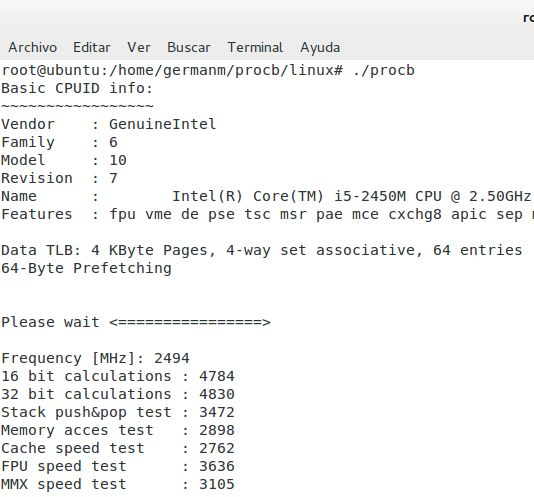 Archivo Editar Ver Buscar Terminal Ayuda
root@ubuntu:/home/germanm/procb/linux# ./procb
Basic CPUID info:
~~~~~~~~~~~~~~~~~
Vendor    : GenuineIntel
Family    : 6
Model     : 10
Revision  : 7
Name      :        Intel(R) Core(TM) i5-2450M CPU @ 2.50GHz
Features  : fpu vme de pse tsc msr pae mce cxchg8 apic sep
Data TLB: 4 KByte Pages, 4-way set associative, 64 entries
64-Byte Prefetching
Please wait <================>
Frequency [MHz]: 2494
16 bit calculations : 4784
32 bit calculations : 4830
Stack push&pop test : 3472
Memory acces test   : 2898
Cache speed test    : 2762
FPU speed test      : 3636
MMX speed test      : 3105